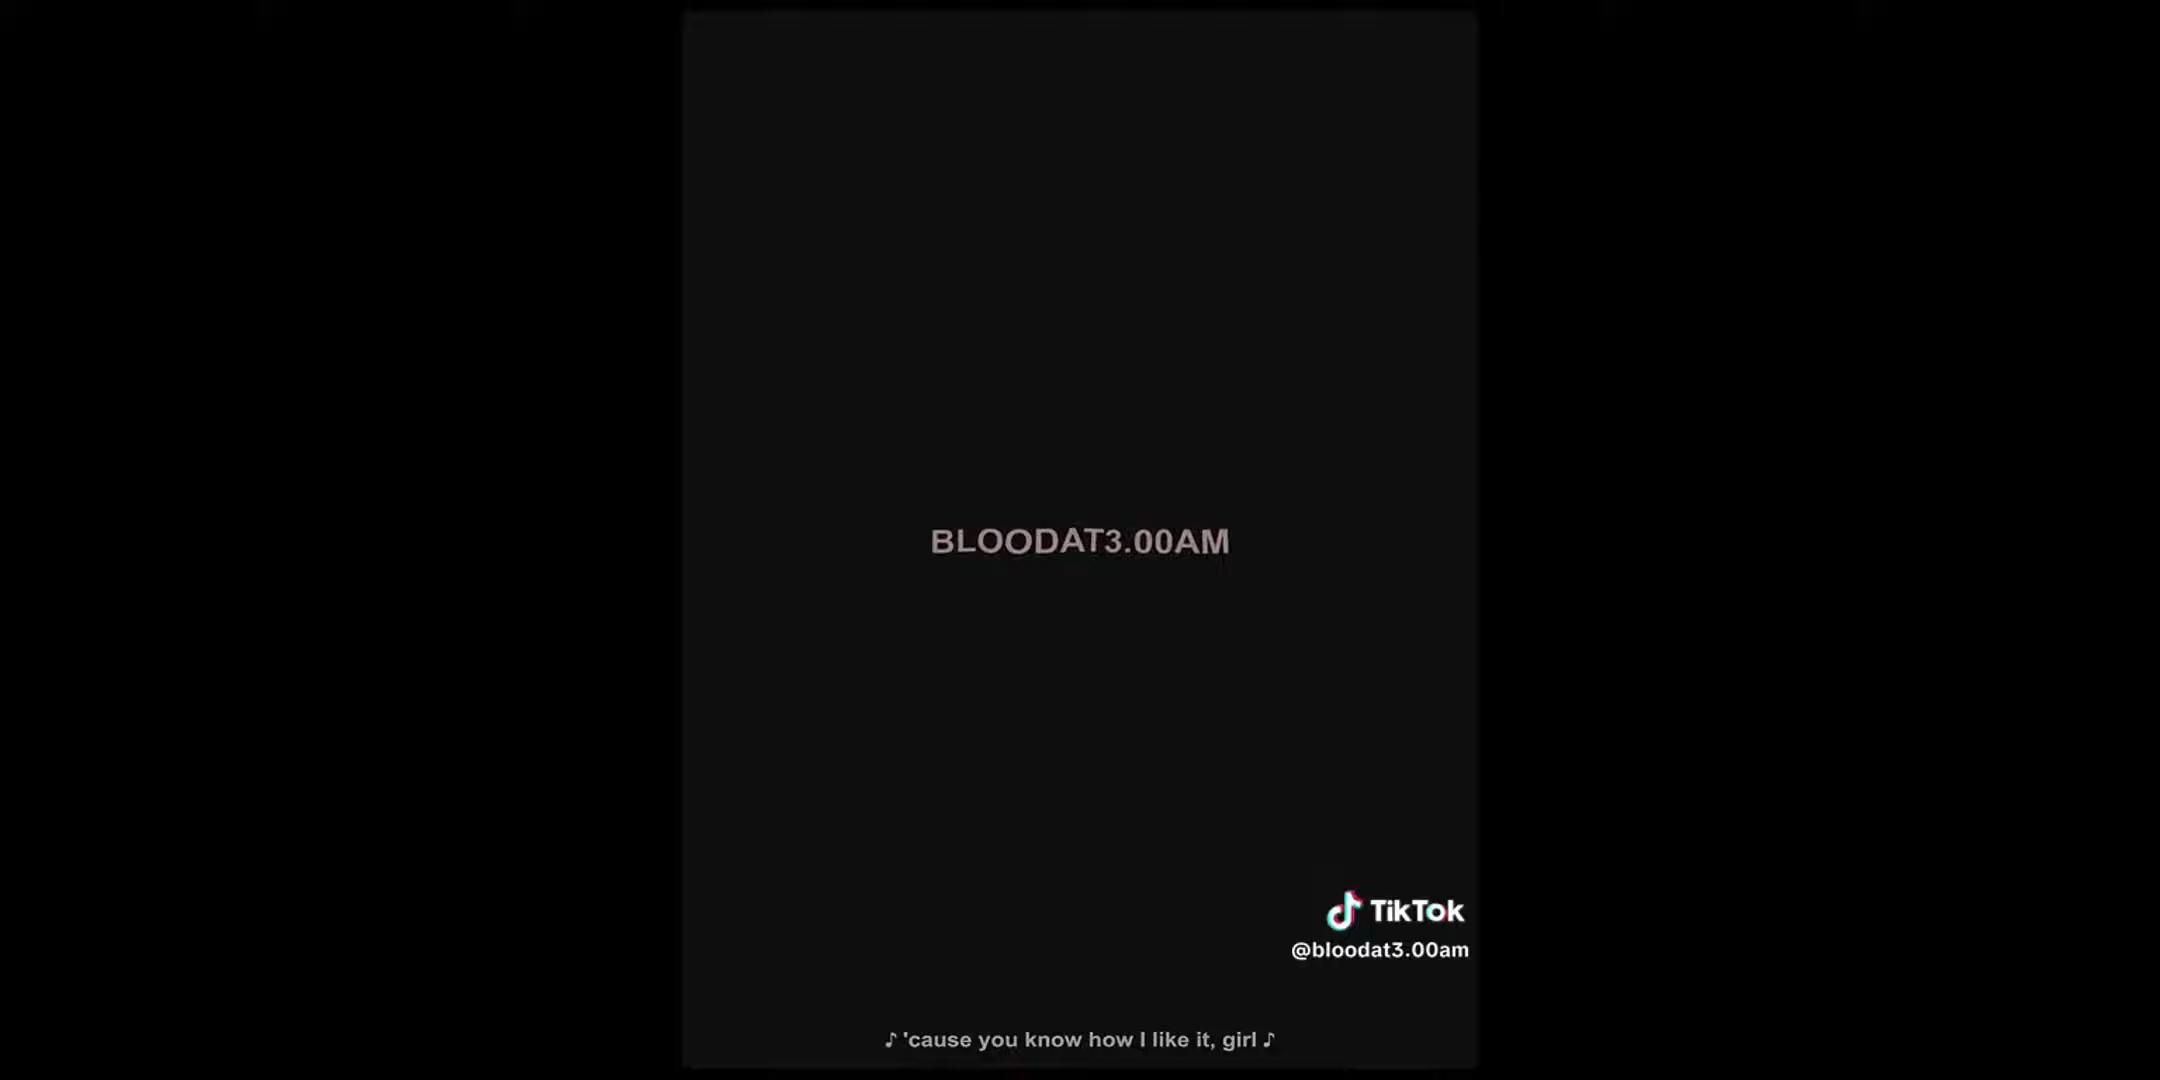 BLOODAT3.00AM
TikTok
@bloodat3.00am
♪ 'cause you know how I like it, girl ♪